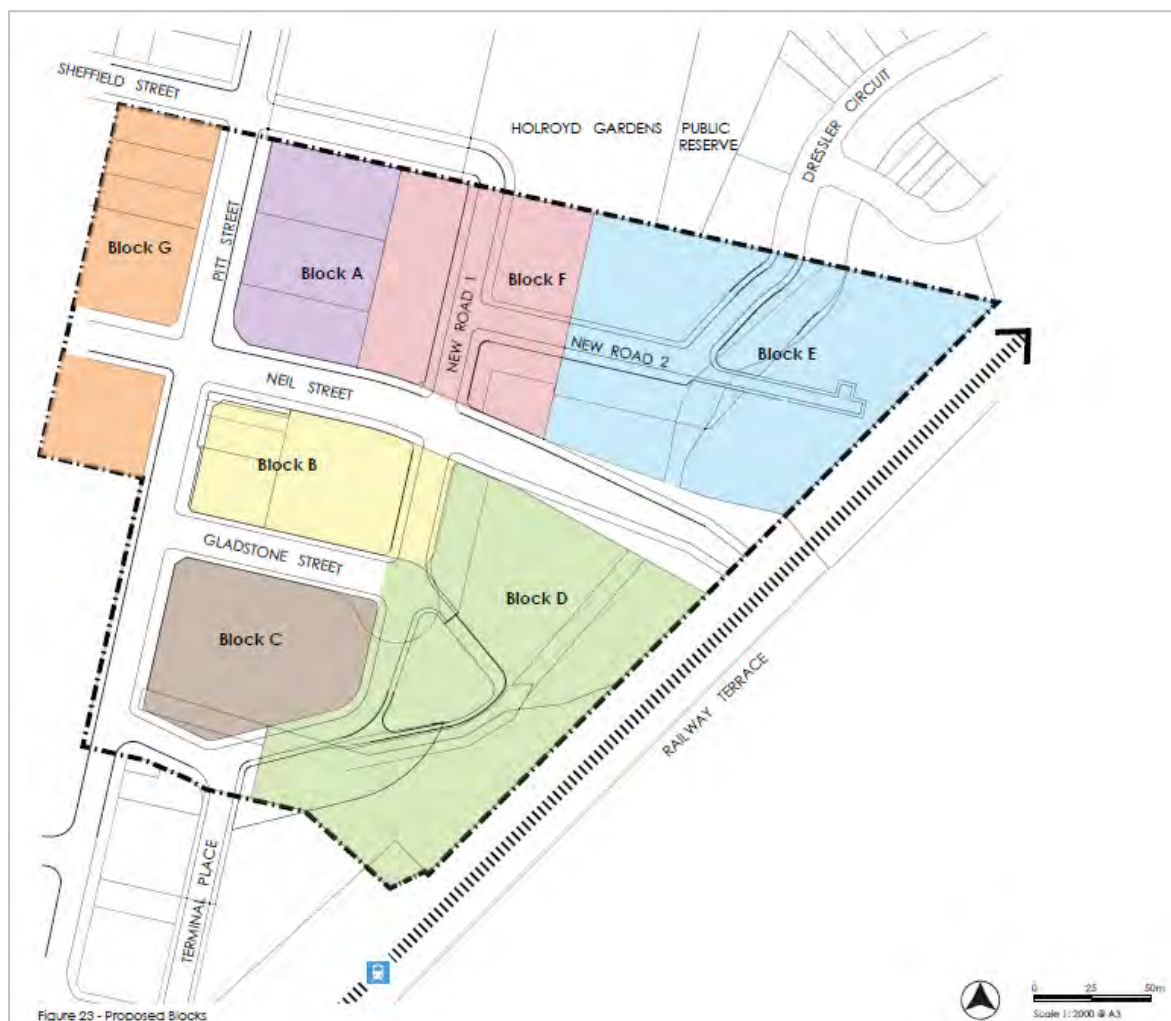 SHEFFIELD STREET
HOLROYD GARDENS PUBLIC
RESERVE
DRESSLER CIRCUIT
Block G
PITT STREET
Block A
NEW ROAD 1
Block F
NEW ROAD 2
Block E
NEIL STREET
Block B
GLADSTONE STREET
Block D
Block C
RAILWAY TERRACE
TERMINAL PLACE
0 25 50m
Scale 1: 2000 @ A3
Figure 23 - Proposed Blocks